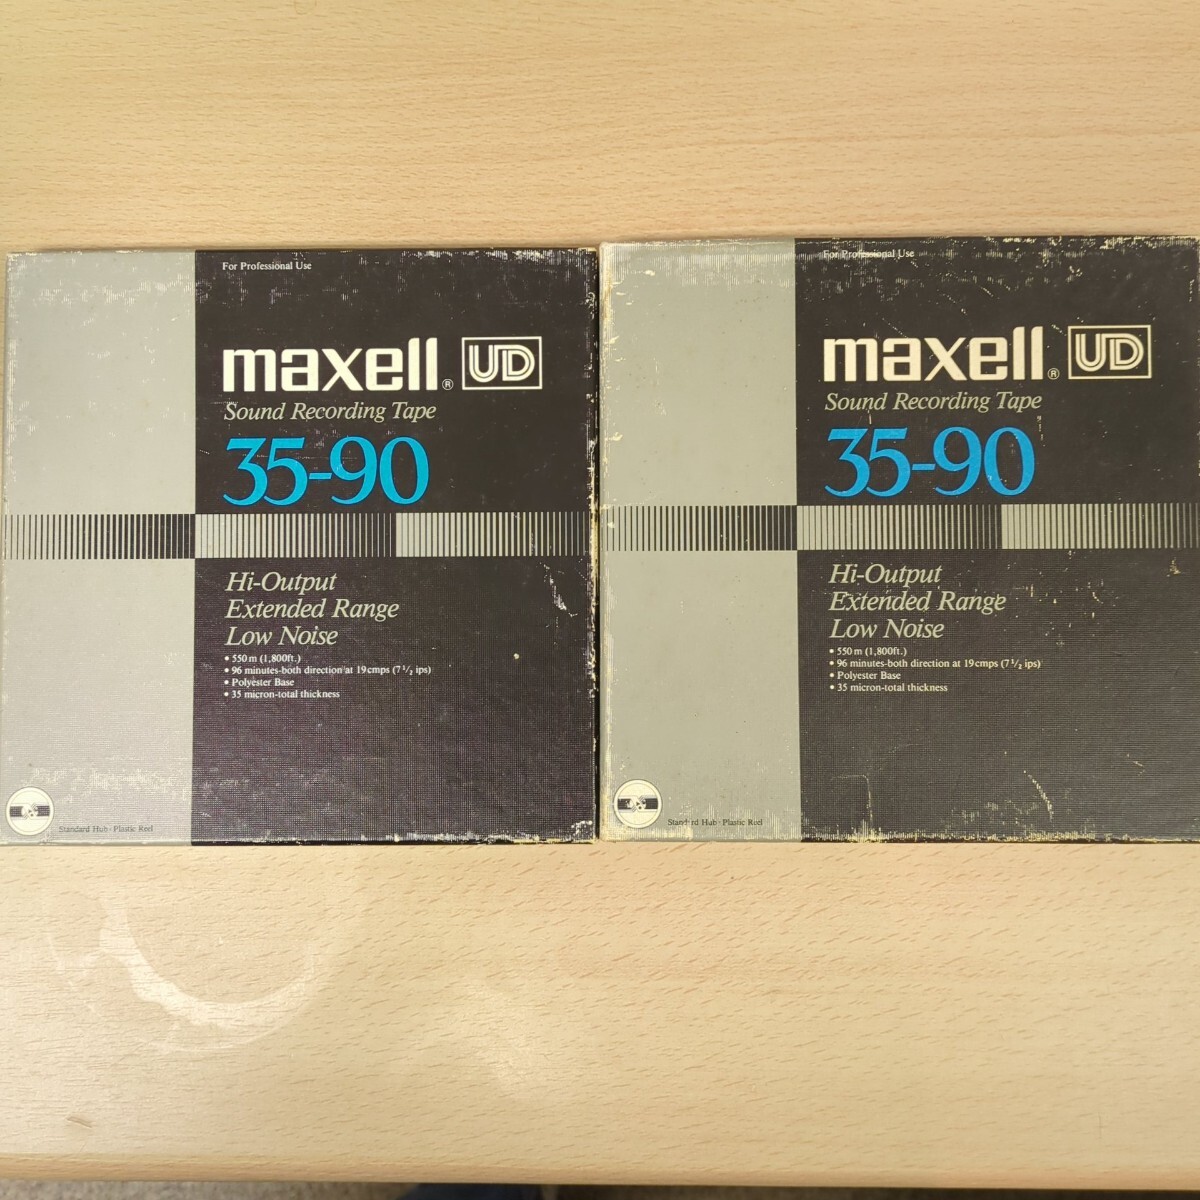 For Professional Use
maxell® UD
Sound Recording Tape
35-90
Hi-Output
Extended Range
Low Noise
• 550 m (1,800ft.)
• 96 minutes-both direction at 19cmps (7 1/2 ips)
• Polyester Base
• 35 micron-total thickness
Standard Hub · Plastic Reel
For Professional Use
maxell® UD
Sound Recording Tape
35-90
Hi-Output
Extended Range
Low Noise
• 550 m (1,800ft.)
• 96 minutes-both direction at 19cmps (7 1/2 ips)
• Polyester Base
• 35 micron-total thickness
Standard Hub · Plastic Reel